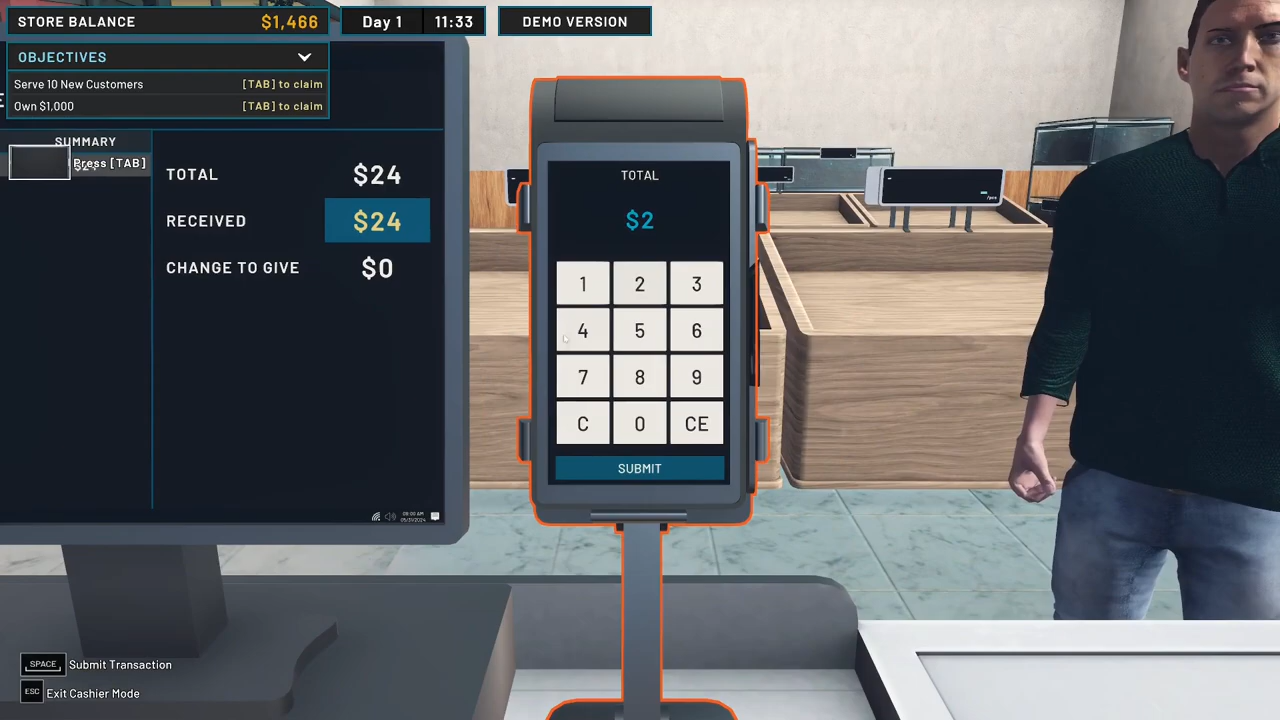 STORE BALANCE $1,466
Day 1 11:33
DEMO VERSION
OBJECTIVES
Serve 10 New Customers [TAB] to claim
Own $1,000 [TAB] to claim
SUMMARY
Press [TAB]
TOTAL $24
RECEIVED $24
CHANGE TO GIVE $0
TOTAL
$2
1 2 3
4 5 6
7 8 9
C 0 CE
SUBMIT
SPACE Submit Transaction
ESC Exit Cashier Mode